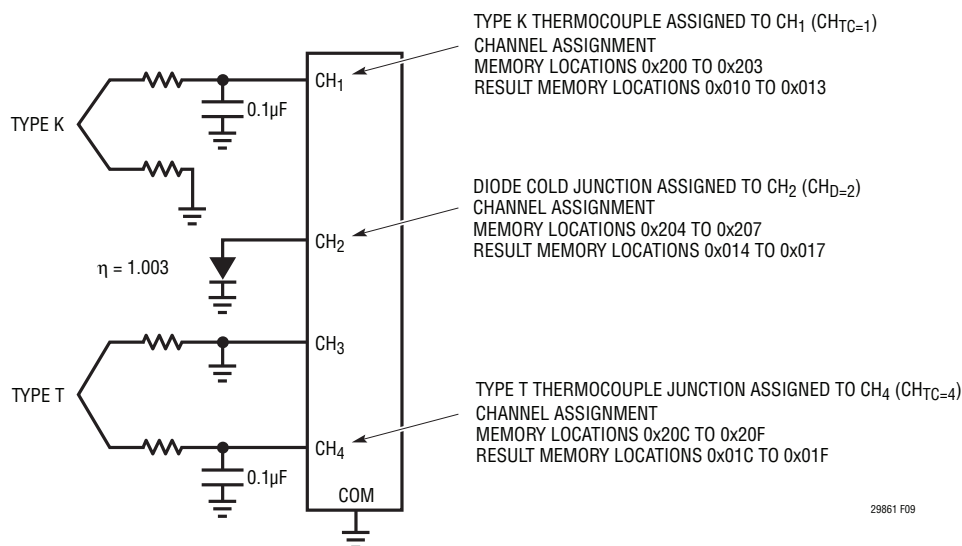 TYPE K THERMOCOUPLE ASSIGNED TO CH1 (CHTC=1)
CHANNEL ASSIGNMENT
MEMORY LOCATIONS 0x200 TO 0x203
RESULT MEMORY LOCATIONS 0x010 TO 0x013
CH1
0.1µF
TYPE K
DIODE COLD JUNCTION ASSIGNED TO CH2 (CHD=2)
CHANNEL ASSIGNMENT
MEMORY LOCATIONS 0x204 TO 0x207
RESULT MEMORY LOCATIONS 0x014 TO 0x017
CH2
η = 1.003
CH3
TYPE T
TYPE T THERMOCOUPLE JUNCTION ASSIGNED TO CH4 (CHTC=4)
CHANNEL ASSIGNMENT
MEMORY LOCATIONS 0x20C TO 0x20F
RESULT MEMORY LOCATIONS 0x01C TO 0x01F
CH4
0.1µF
COM
29861 F09